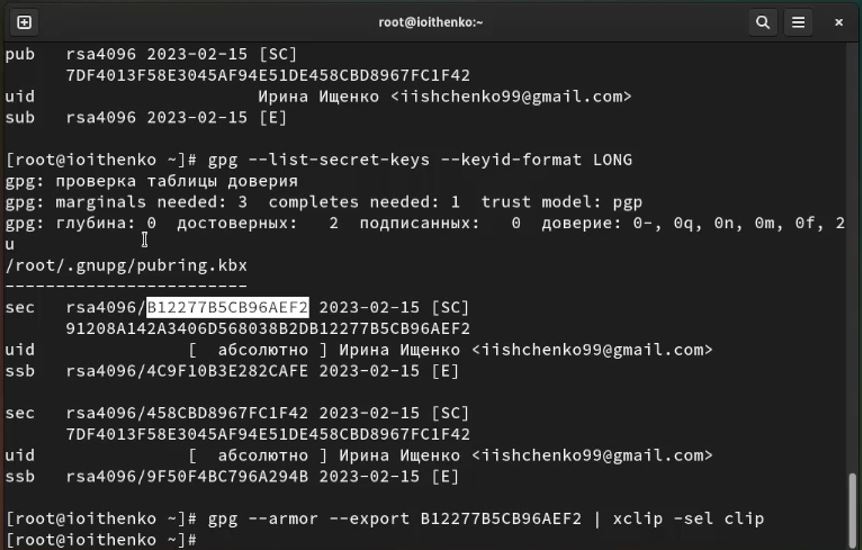 root@ioithenko:~
pub   rsa4096 2023-02-15 [SC]
      7DF4013F58E3045AF94E51DE458CBD8967FC1F42
uid                      Ирина Ищенко <iishchenko99@gmail.com>
sub   rsa4096 2023-02-15 [E]
[root@ioithenko ~]# gpg --list-secret-keys --keyid-format LONG
gpg: проверка таблицы доверия
gpg: marginals needed: 3  completes needed: 1  trust model: pgp
gpg: глубина: 0  достоверных:   2  подписанных:   0  доверие: 0-, 0q, 0n, 0m, 0f, 2
u
/root/.gnupg/pubring.kbx
------------------------
sec   rsa4096/B12277B5CB96AEF2 2023-02-15 [SC]
      91208A142A3406D568038B2DB12277B5CB96AEF2
uid               [  абсолютно ] Ирина Ищенко <iishchenko99@gmail.com>
ssb   rsa4096/4C9F10B3E282CAFE 2023-02-15 [E]
sec   rsa4096/458CBD8967FC1F42 2023-02-15 [SC]
      7DF4013F58E3045AF94E51DE458CBD8967FC1F42
uid               [  абсолютно ] Ирина Ищенко <iishchenko99@gmail.com>
ssb   rsa4096/9F50F4BC796A294B 2023-02-15 [E]
[root@ioithenko ~]# gpg --armor --export B12277B5CB96AEF2 | xclip -sel clip
[root@ioithenko ~]#